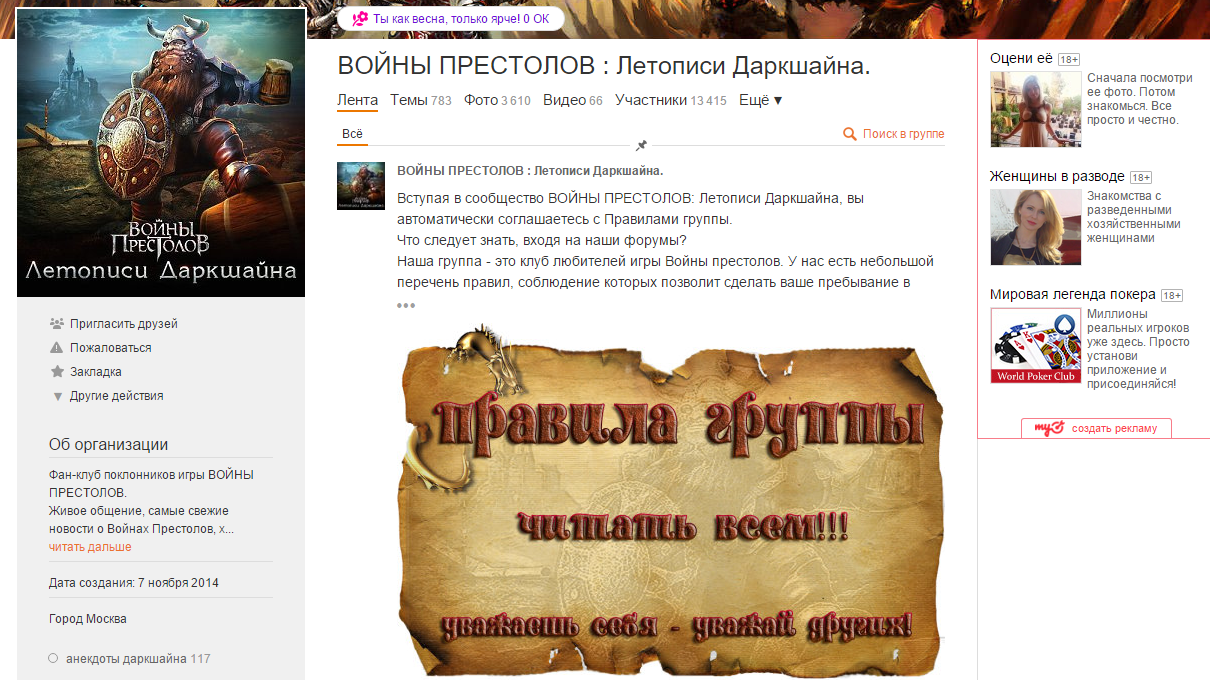 Ты как весна, только ярче! 0 ОК
ВОЙНЫ ПРЕСТОЛОВ : Летописи Даркшайна.
Лента Темы 783 Фото 3 610 Видео 66 Участники 13 415 Ещё ▾
Всё
Поиск в группе
ВОЙНЫ
ПРЕСТОЛОВ
Летописи Даркшайна
Пригласить друзей
Пожаловаться
Закладка
Другие действия
Об организации
Фан-клуб поклонников игры ВОЙНЫ
ПРЕСТОЛОВ.
Живое общение, самые свежие
новости о Войнах Престолов, х...
читать дальше
Дата создания: 7 ноября 2014
Город Москва
анекдоты даркшайна 117
ВОЙНЫ ПРЕСТОЛОВ : Летописи Даркшайна.
Вступая в сообщество ВОЙНЫ ПРЕСТОЛОВ: Летописи Даркшайна, вы
автоматически соглашаетесь с Правилами группы.
Что следует знать, входя на наши форумы?
Наша группа - это клуб любителей игры Войны престолов. У нас есть небольшой
перечень правил, соблюдение которых позволит сделать ваше пребывание в
правила группы
читать всем!!!
уважаешь себя - уважай других!
Оцени её 18+
Сначала посмотри
ее фото. Потом
знакомься. Все
просто и честно.
Женщины в разводе 18+
Знакомства с
разведенными
хозяйственными
женщинами
Мировая легенда покера 18+
World Poker Club
Миллионы
реальных игроков
уже здесь. Просто
установи
приложение и
присоединяйся!
создать рекламу